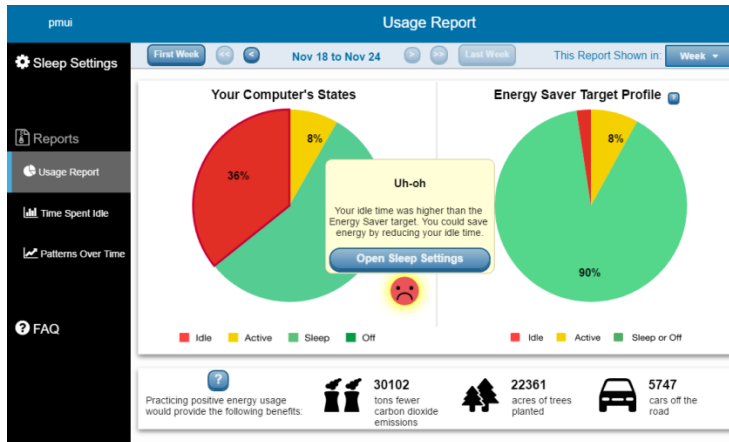 pmui
Usage Report
Sleep Settings
First Week
<<
<
Nov 18 to Nov 24
>
>>
Last Week
This Report Shown in:
Week
Reports
Usage Report
Time Spent Idle
Patterns Over Time
FAQ
Your Computer's States
8%
36%
Uh-oh
Your idle time was higher than the
Energy Saver target. You could save
energy by reducing your idle time.
Open Sleep Settings
Idle Active Sleep Off
Energy Saver Target Profile
8%
90%
Idle Active Sleep or Off
?
Practicing positive energy usage
would provide the following benefits:
30102
tons fewer
carbon dioxide
emissions
22361
acres of trees
planted
5747
cars off the
road